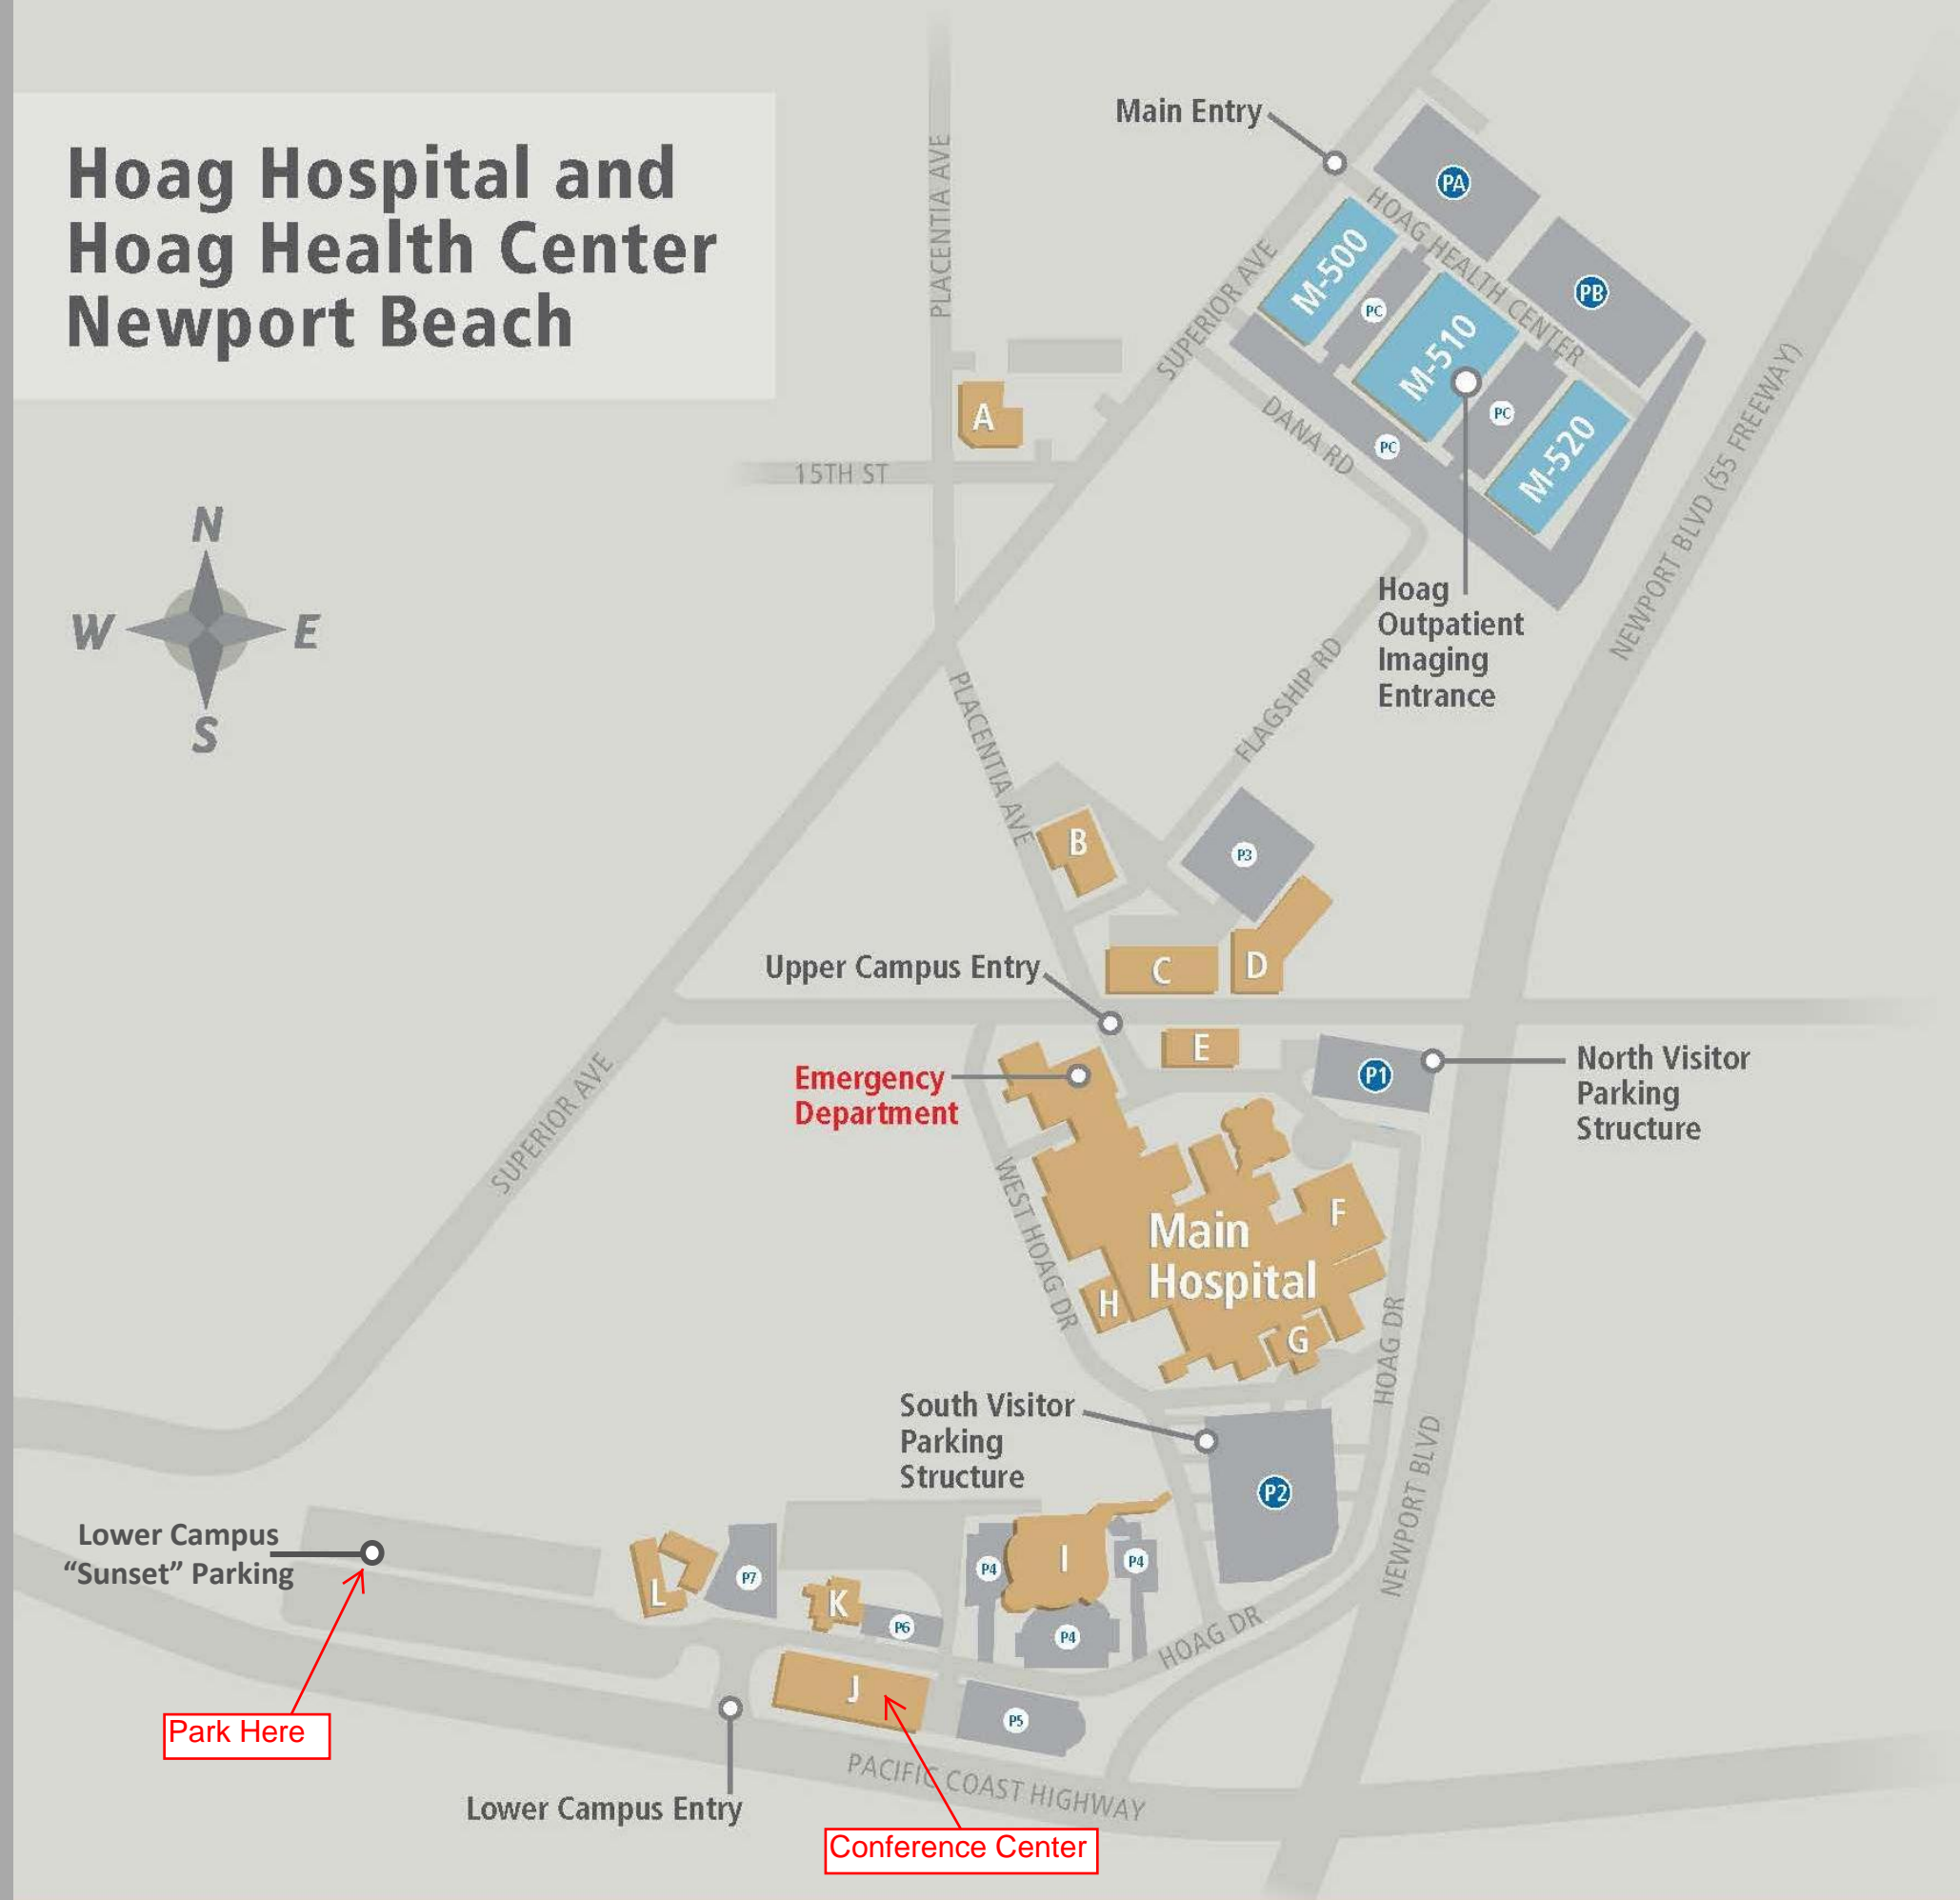 Hoag Hospital and
Hoag Health Center
Newport Beach
Main Entry
PLACENTIA AVE
SUPERIOR AVE
HOAG HEALTH CENTER
PA
PB
M-500
PC
M-510
PC
M-520
PC
DANA RD
A
15TH ST
NEWPORT BLVD (55 FREEWAY)
N
W
E
S
Hoag
Outpatient
Imaging
Entrance
PLACENTIA AVE
FLAGSHIP RD
B
P3
Upper Campus Entry
C
D
E
Emergency
Department
P1
North Visitor
Parking
Structure
SUPERIOR AVE
WEST HOAG DR
Main
Hospital
F
H
G
HOAG DR
South Visitor
Parking
Structure
P2
NEWPORT BLVD
Lower Campus
“Sunset” Parking
L
P7
K
P6
P4
I
P4
P4
HOAG DR
J
P5
Park Here
PACIFIC COAST HIGHWAY
Lower Campus Entry
Conference Center